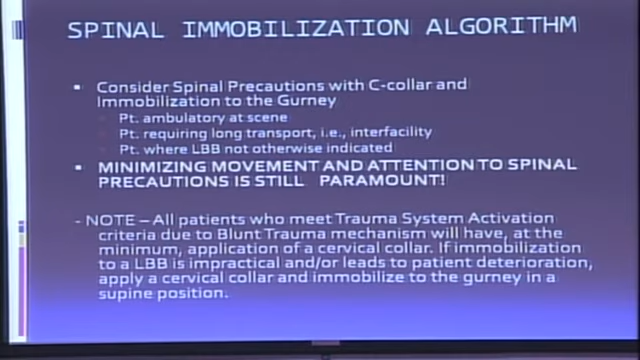 SPINAL IMMOBILIZATION ALGORITHM
▪ Consider Spinal Precautions with C-collar and
Immobilization to the Gurney
Pt. ambulatory at scene
Pt. requiring long transport, i.e., interfacility
Pt. where LBB not otherwise indicated
▪ MINIMIZING MOVEMENT AND ATTENTION TO SPINAL
PRECAUTIONS IS STILL PARAMOUNT!
- NOTE – All patients who meet Trauma System Activation
criteria due to Blunt Trauma mechanism will have, at the
minimum, application of a cervical collar. If immobilization
to a LBB is impractical and/or leads to patient deterioration,
apply a cervical collar and immobilize to the gurney in a
supine position.